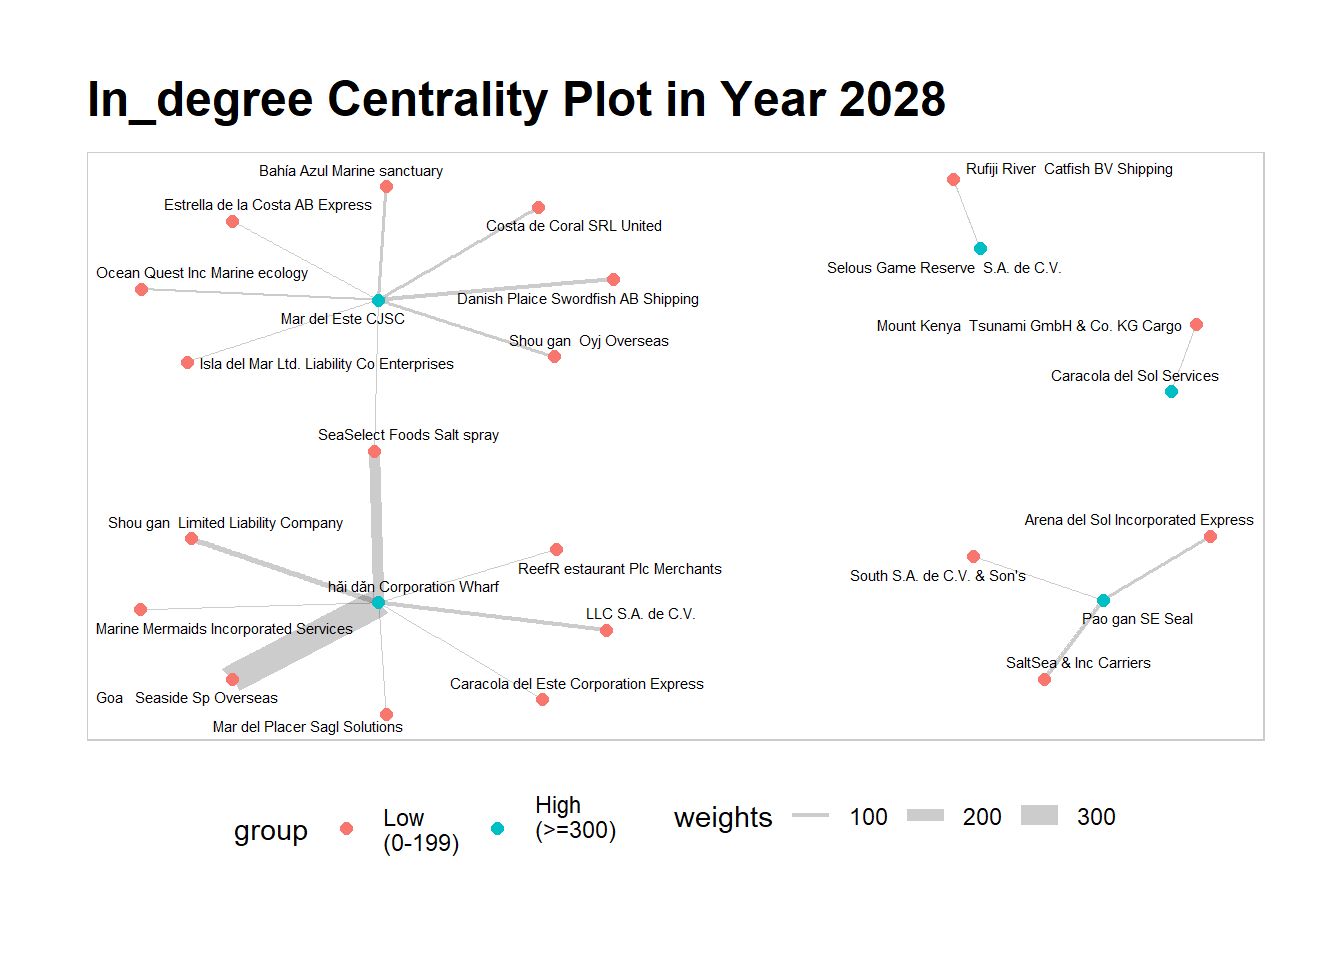 In_degree Centrality Plot in Year 2028
Bahía Azul Marine sanctuary
Rufiji River  Catfish BV Shipping
Estrella de la Costa AB Express
Costa de Coral SRL United
Ocean Quest Inc Marine ecology
Selous Game Reserve  S.A. de C.V.
Danish Plaice Swordfish AB Shipping
Mar del Este CJSC
Mount Kenya  Tsunami GmbH & Co. KG Cargo
Shou gan  Oyj Overseas
Isla del Mar Ltd. Liability Co Enterprises
Caracola del Sol Services
SeaSelect Foods Salt spray
Shou gan  Limited Liability Company
Arena del Sol Incorporated Express
ReefR estaurant Plc Merchants
South S.A. de C.V. & Son's
hǎi dǎn Corporation Wharf
LLC S.A. de C.V.
Pao gan SE Seal
Marine Mermaids Incorporated Services
SaltSea & Inc Carriers
Caracola del Este Corporation Express
Goa   Seaside Sp Overseas
Mar del Placer Sagl Solutions
group
Low
(0-199)
High
(>=300)
weights
100
200
300